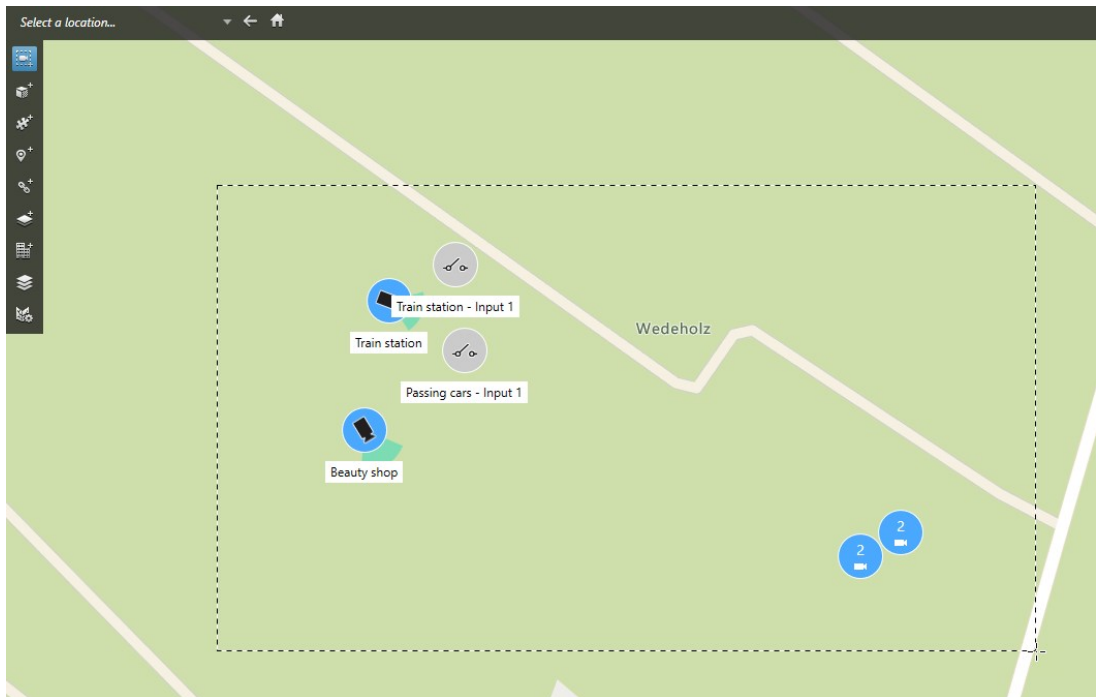 Select a location...
Train station - Input 1
Wedeholz
Train station
Passing cars - Input 1
Beauty shop
2
2